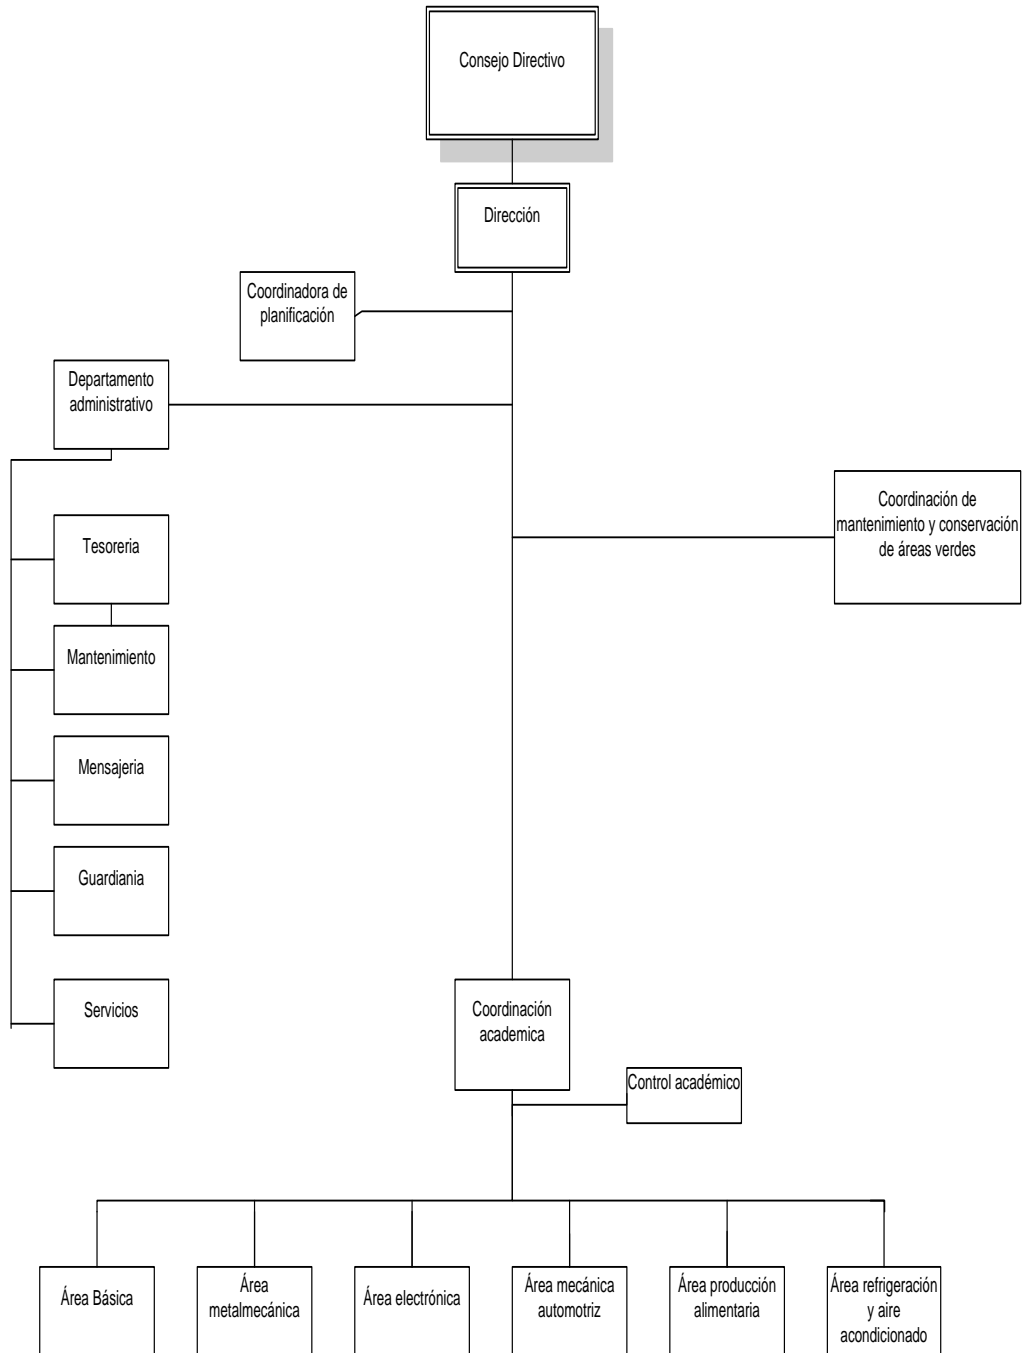 Consejo Directivo
Dirección
Coordinadora de
planificación
Departamento
administrativo
Coordinación de
mantenimiento y conservación
de áreas verdes
Tesoreria
Mantenimiento
Mensajeria
Guardiania
Servicios
Coordinación
academica
Control académico
Área Básica
Área
metalmecánica
Área electrónica
Área mecánica
automotriz
Área producción
alimentaria
Área refrigeración
y aire
acondicionado